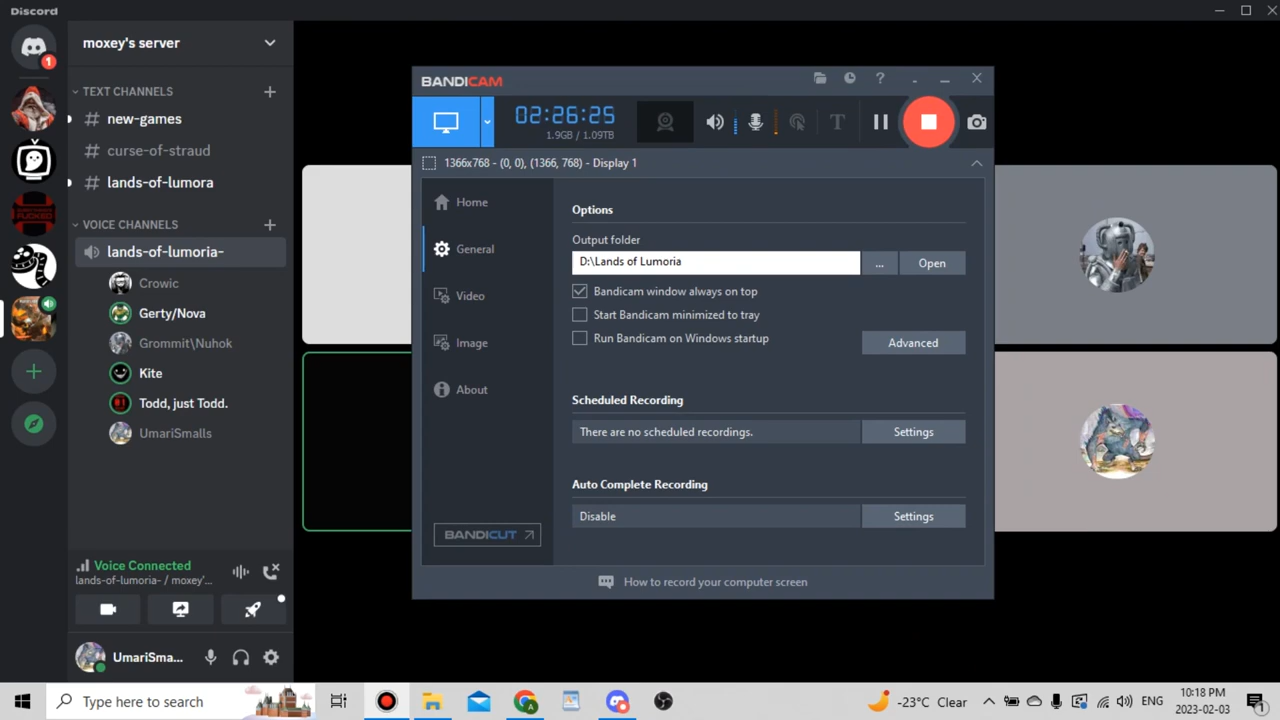 Discord
moxey's server
1
TEXT CHANNELS
new-games
curse-of-straud
lands-of-lumora
VOICE CHANNELS
lands-of-lumoria-
Crowic
Gerty/Nova
Grommit\Nuhok
Kite
Todd, just Todd.
UmariSmalls
Voice Connected
lands-of-lumoria- / moxey'...
UmariSma...
BANDICAM
02:26:25
1.9GB / 1.09TB
T
1366x768 - (0, 0), (1366, 768) - Display 1
Home
General
Video
Image
About
BANDICUT
Options
Output folder
D:\Lands of Lumoria
...
Open
Bandicam window always on top
Start Bandicam minimized to tray
Run Bandicam on Windows startup
Advanced
Scheduled Recording
There are no scheduled recordings.
Settings
Auto Complete Recording
Disable
Settings
How to record your computer screen
Type here to search
-23°C Clear
ENG
10:18 PM
2023-02-03
1